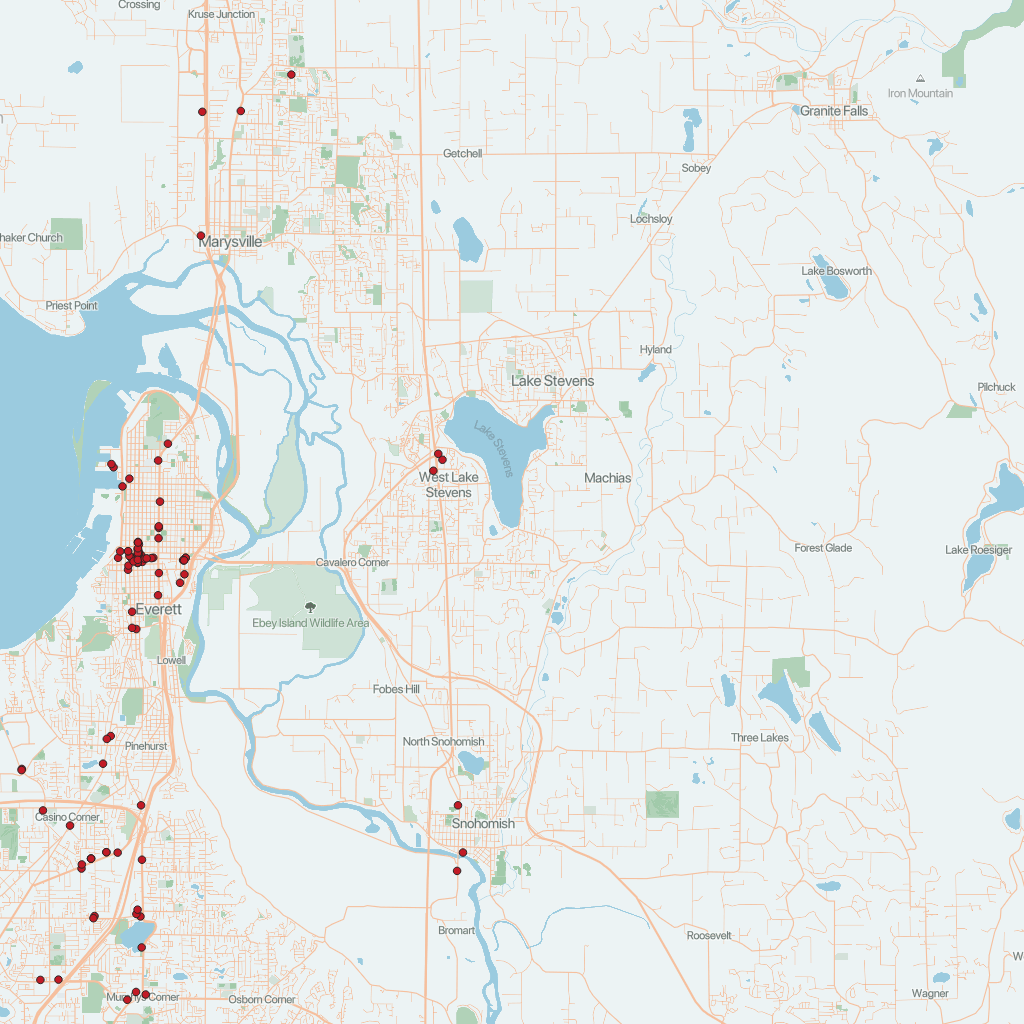 Crossing
Kruse Junction
Iron Mountain
Granite Falls
Getchell
Sobey
Lochsloy
haker Church
Marysville
Lake Bosworth
Priest Point
Hyland
Lake Stevens
Pilchuck
Lake Stevens
West Lake
Stevens
Machias
Forest Glade
Lake Roesiger
Cavalero Corner
Everett
Ebey Island Wildlife Area
Lowell
Fobes Hill
Three Lakes
North Snohomish
Pinehurst
Casino Corner
Snohomish
Bromart
Roosevelt
Wagner
Murphys Corner
Osborn Corner